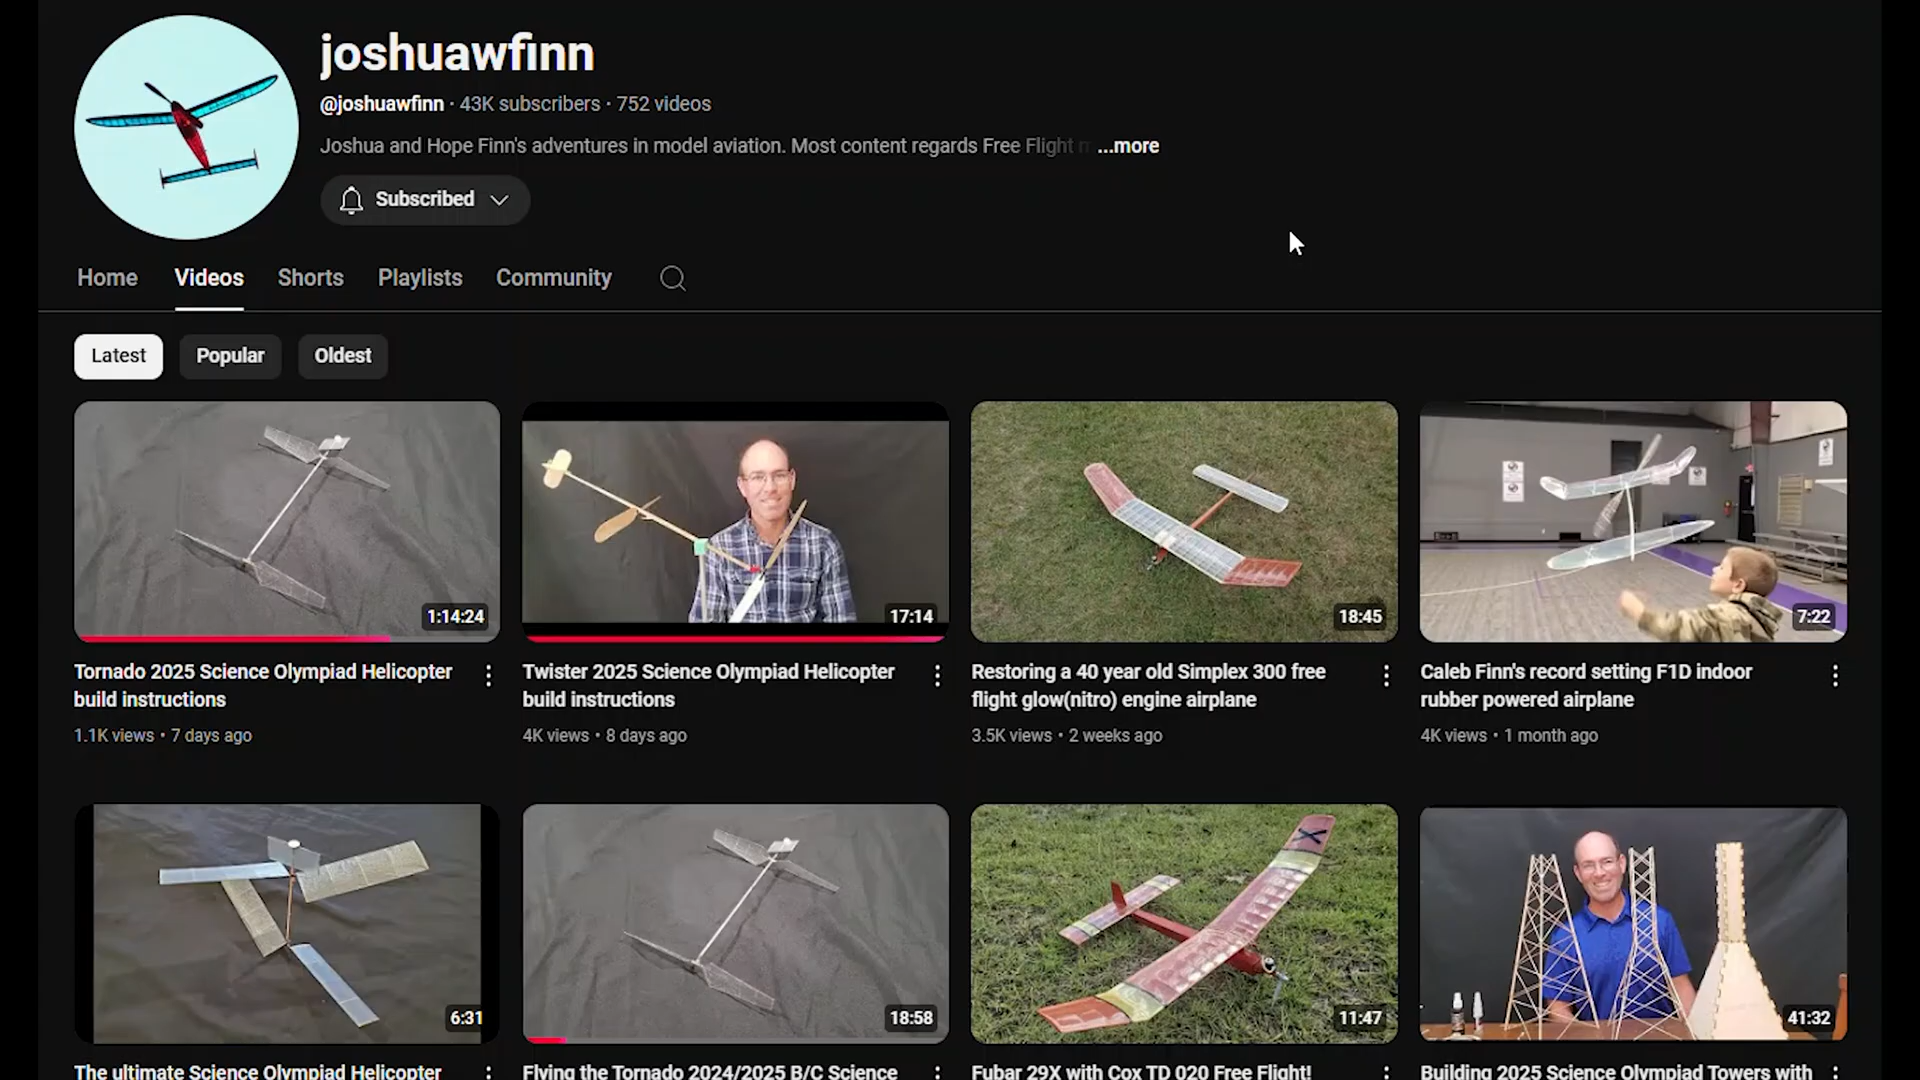 joshuawfinn
@joshuawfinn · 43K subscribers · 752 videos
Joshua and Hope Finn's adventures in model aviation. Most content regards Free Flight ...more
Subscribed
Home Videos Shorts Playlists Community
Latest Popular Oldest
1:14:24
17:14
18:45
7:22
Tornado 2025 Science Olympiad Helicopter
build instructions
1.1K views · 7 days ago
Twister 2025 Science Olympiad Helicopter
build instructions
4K views · 8 days ago
Restoring a 40 year old Simplex 300 free
flight glow(nitro) engine airplane
3.5K views · 2 weeks ago
Caleb Finn's record setting F1D indoor
rubber powered airplane
4K views · 1 month ago
6:31
18:58
11:47
41:32
The ultimate Science Olympiad Helicopter
Flying the Tornado 2024/2025 B/C Science
Fubar 29X with Cox TD 020 Free Flight!
Building 2025 Science Olympiad Towers with